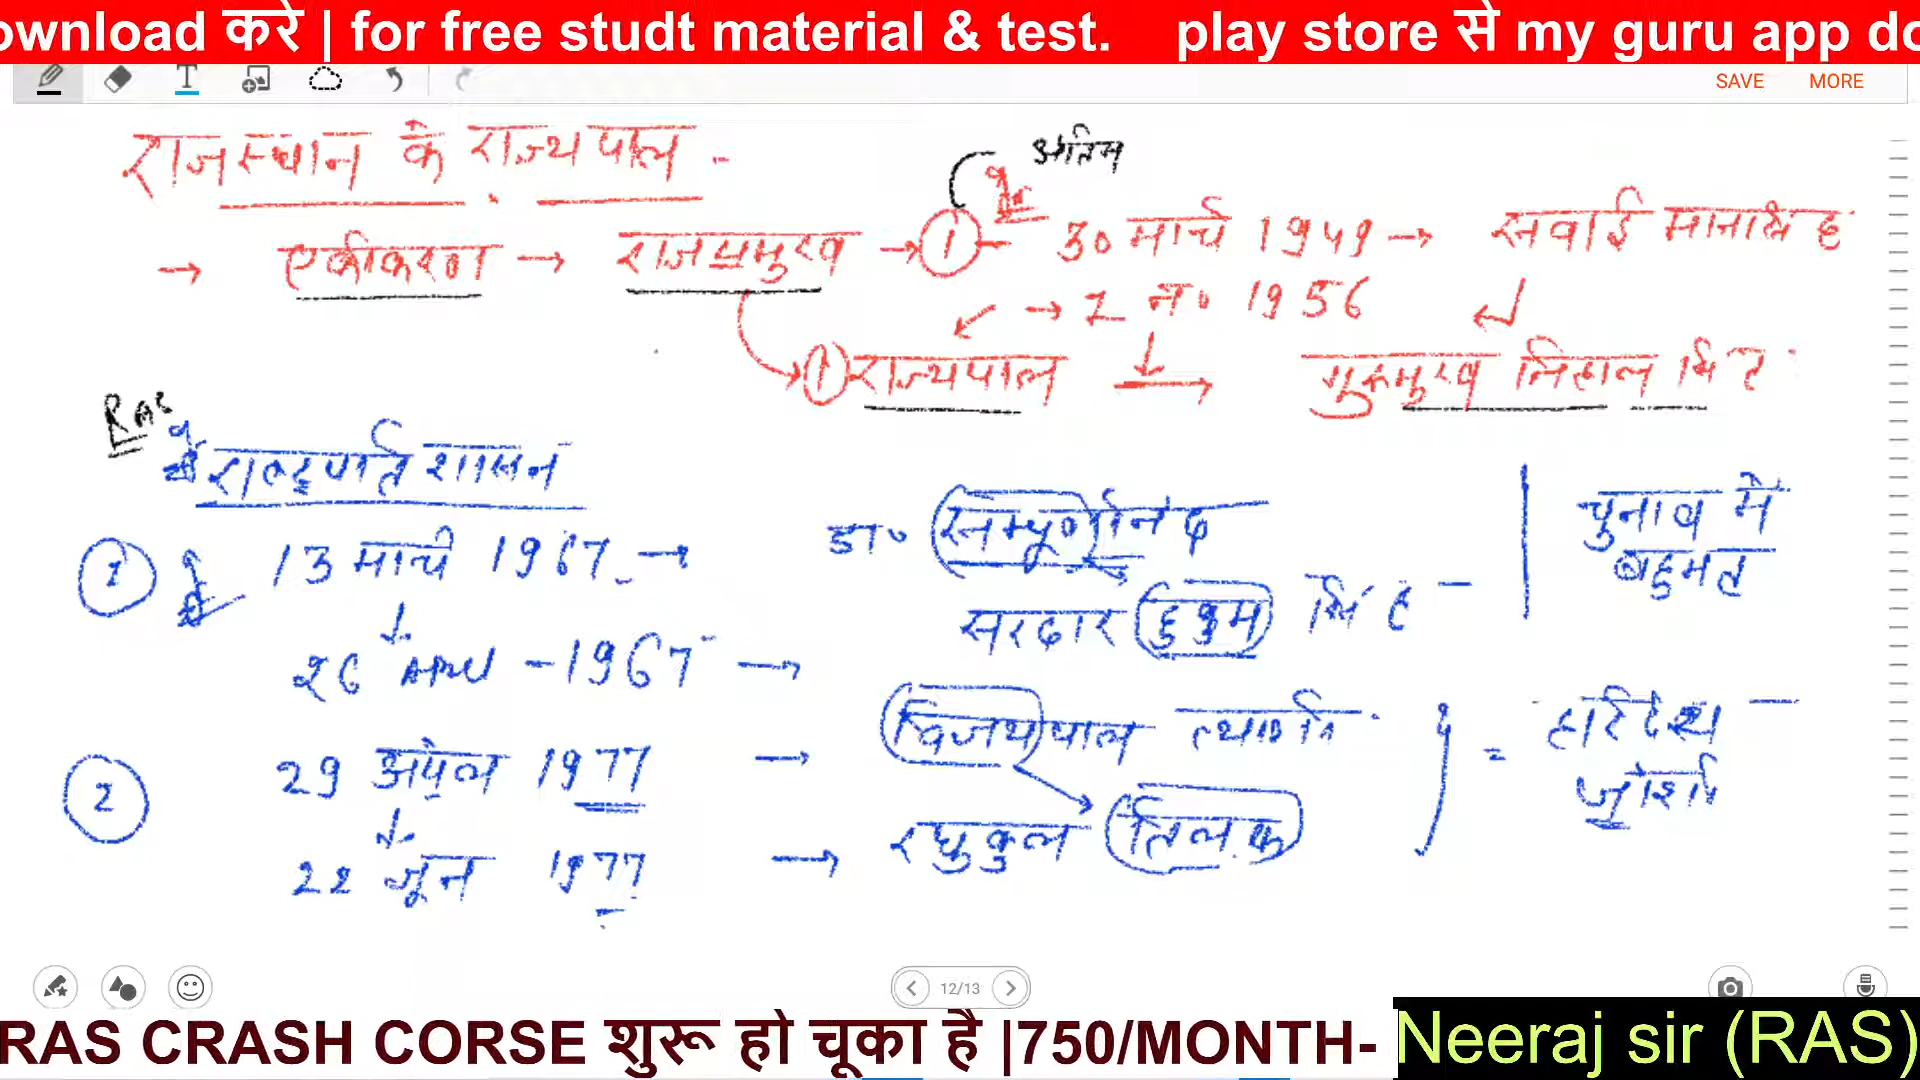 ownload करे | for free studt material & test. play store से my guru app do
SAVE MORE
राजस्थान के राज्यपाल -
अंतिम
→ एकीकरण → राजप्रमुख → 1 - 30 मार्च 1949 → सवाई मानसिंह
→ 1 न० 1956
1 राज्यपाल → गुरुमुख निहाल सिंह
RAS
राष्ट्रपति शासन
1 13 मार्च 1967 → डा० सम्पूर्णानन्द
चुनाव में
बहुमत
सरदार हुकुम सिंह -
26 अप्रैल - 1967 →
2 29 अप्रैल 1977 → विजयपाल त्यागी
= हरिदेव
जोशी
22 जून 1977 → रघुकुल तिलक
12/13
RAS CRASH CORSE शुरू हो चूका है |750/MONTH- Neeraj sir (RAS)